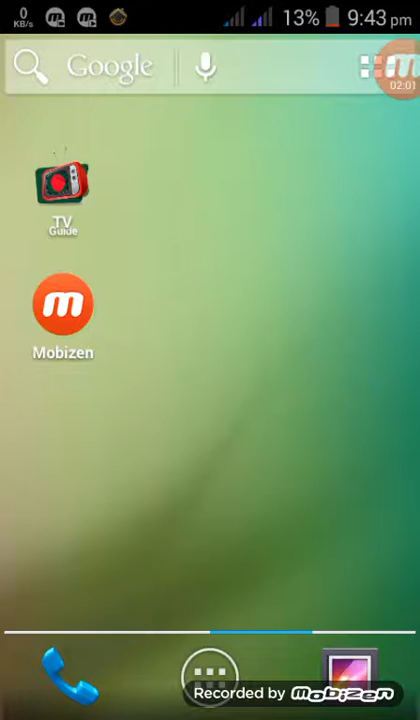 0
KB/s
13%
9:43 pm
Google
02:01
TV
Guide
Mobizen
Recorded by mobizen